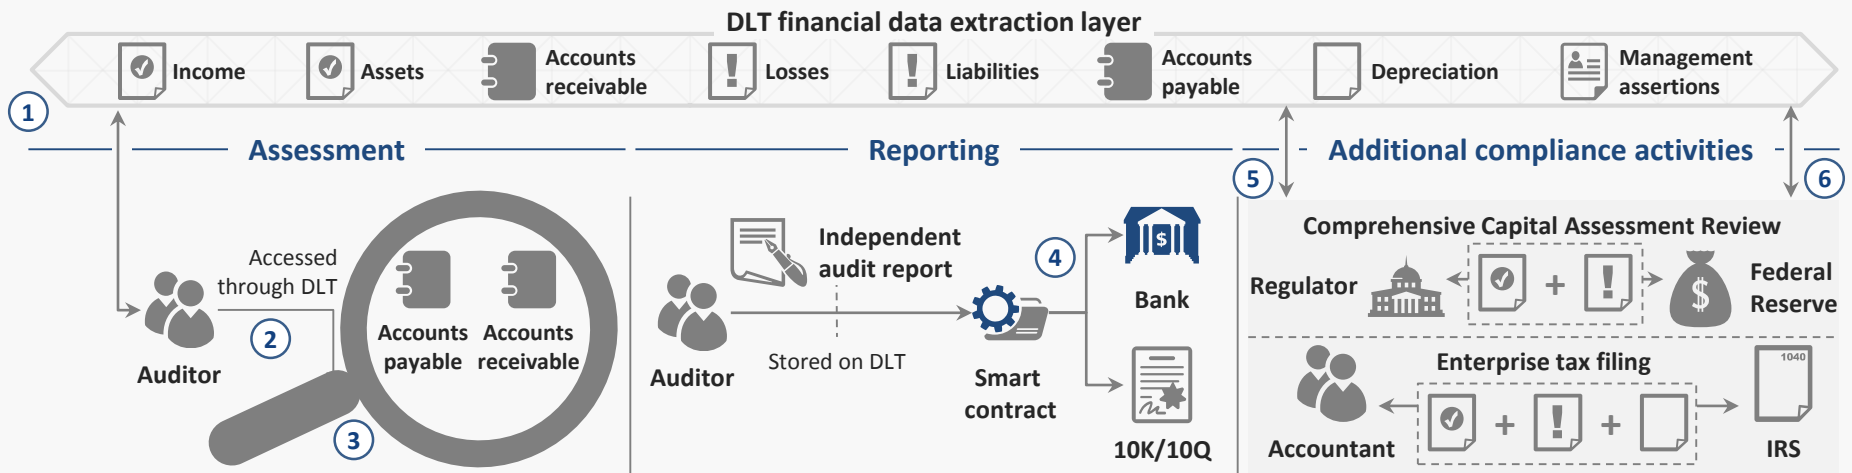 DLT financial data extraction layer
Income
Assets
Accounts
receivable
Losses
Liabilities
Accounts
payable
Depreciation
Management
assertions
1
Assessment
Reporting
Additional compliance activities
5
6
Accessed
through DLT
2
Auditor
Accounts
payable
Accounts
receivable
3
Independent
audit report
Auditor
Stored on DLT
Smart
contract
4
$
Bank
10K/10Q
Comprehensive Capital Assessment Review
Regulator
+
$
Federal
Reserve
Enterprise tax filing
Accountant
+
+
1040
IRS